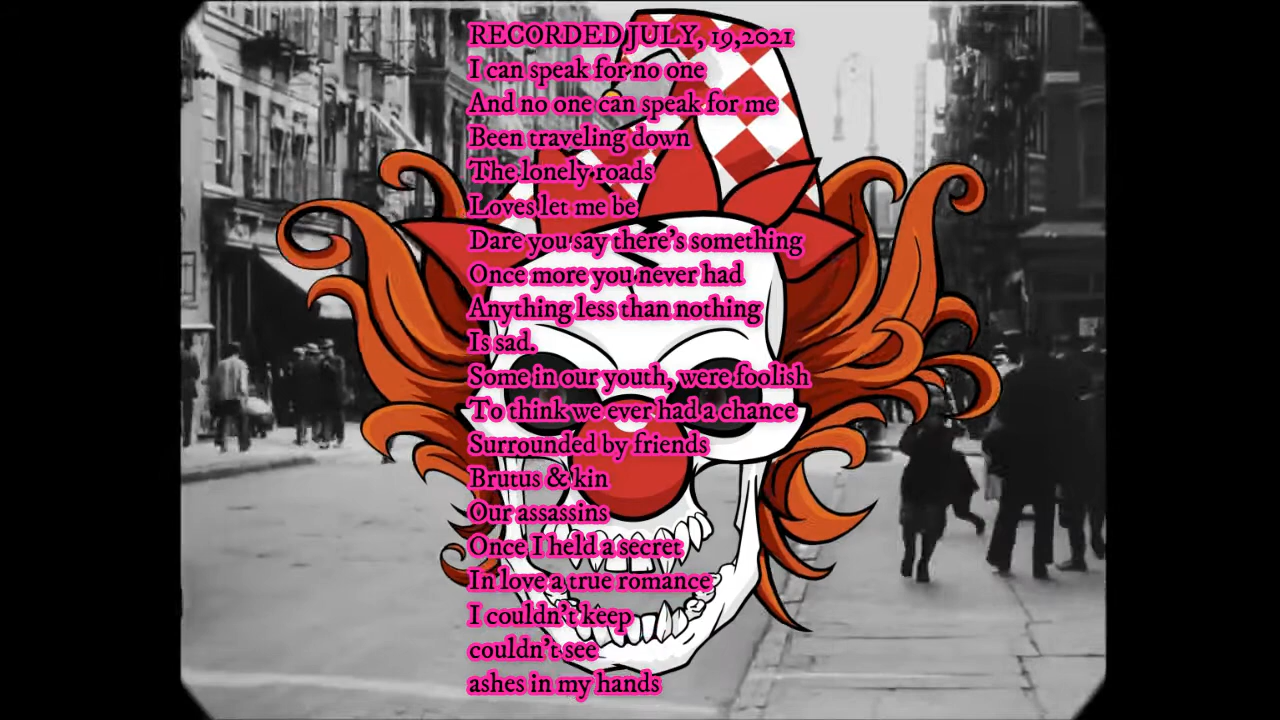 RECORDED JULY, 19,2021
I can speak for no one
And no one can speak for me
Been traveling down
The lonely roads
Loves let me be
Dare you say there's something
Once more you never had
Anything less than nothing
Is sad.
Some in our youth, were foolish
To think we ever had a chance
Surrounded by friends
Brutus & kin
Our assassins
Once I held a secret
In love a true romance
I couldn't keep
couldn't see
ashes in my hands